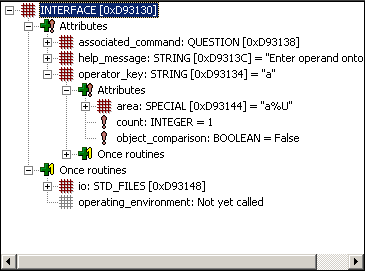 INTERFACE [0xD93130]
Attributes
associated_command: QUESTION [0xD93138]
help_message: STRING [0xD9313C] = "Enter operand onto
operator_key: STRING [0xD93134] = "a"
Attributes
area: SPECIAL [0xD93144] = "a%U"
count: INTEGER = 1
object_comparison: BOOLEAN = False
Once routines
Once routines
io: STD_FILES [0xD93148]
operating_environment: Not yet called